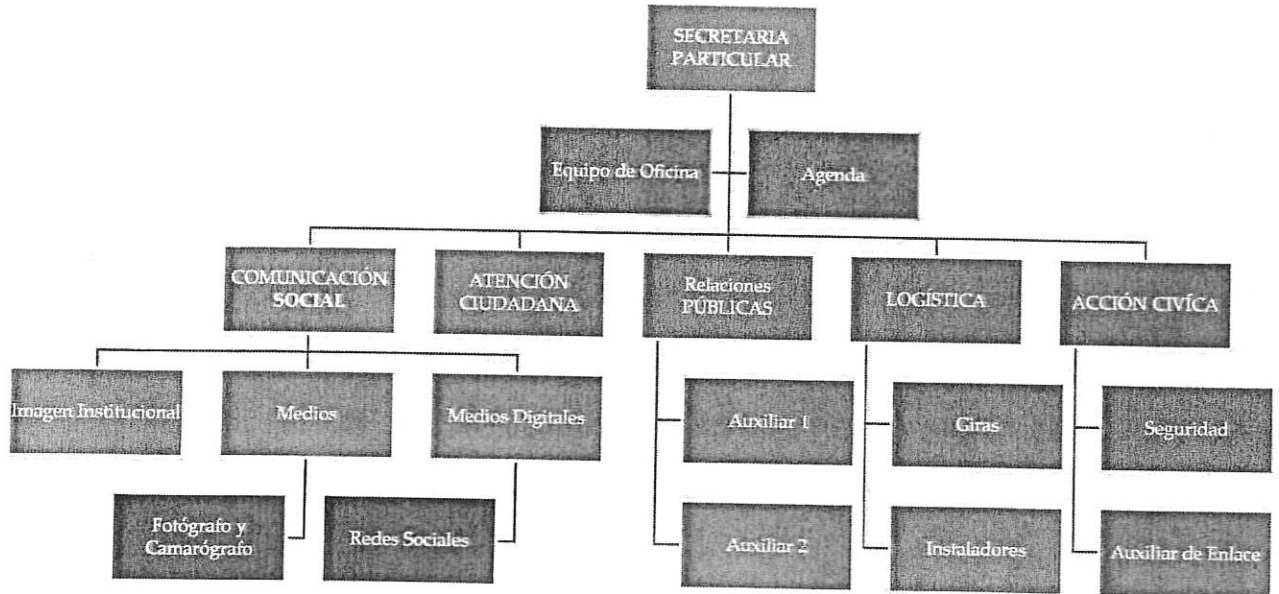 SECRETARIA
PARTICULAR
Equipo de Oficina
Agenda
COMUNICACIÓN
SOCIAL
ATENCIÓN
CIUDADANA
Relaciones
PÚBLICAS
LOGÍSTICA
ACCIÓN CIVÍCA
Imagen Institucional
Medios
Medios Digitales
Auxiliar 1
Giras
Seguridad
Fotógrafo y
Camarógrafo
Redes Sociales
Auxiliar 2
Instaladores
Auxiliar de Enlace